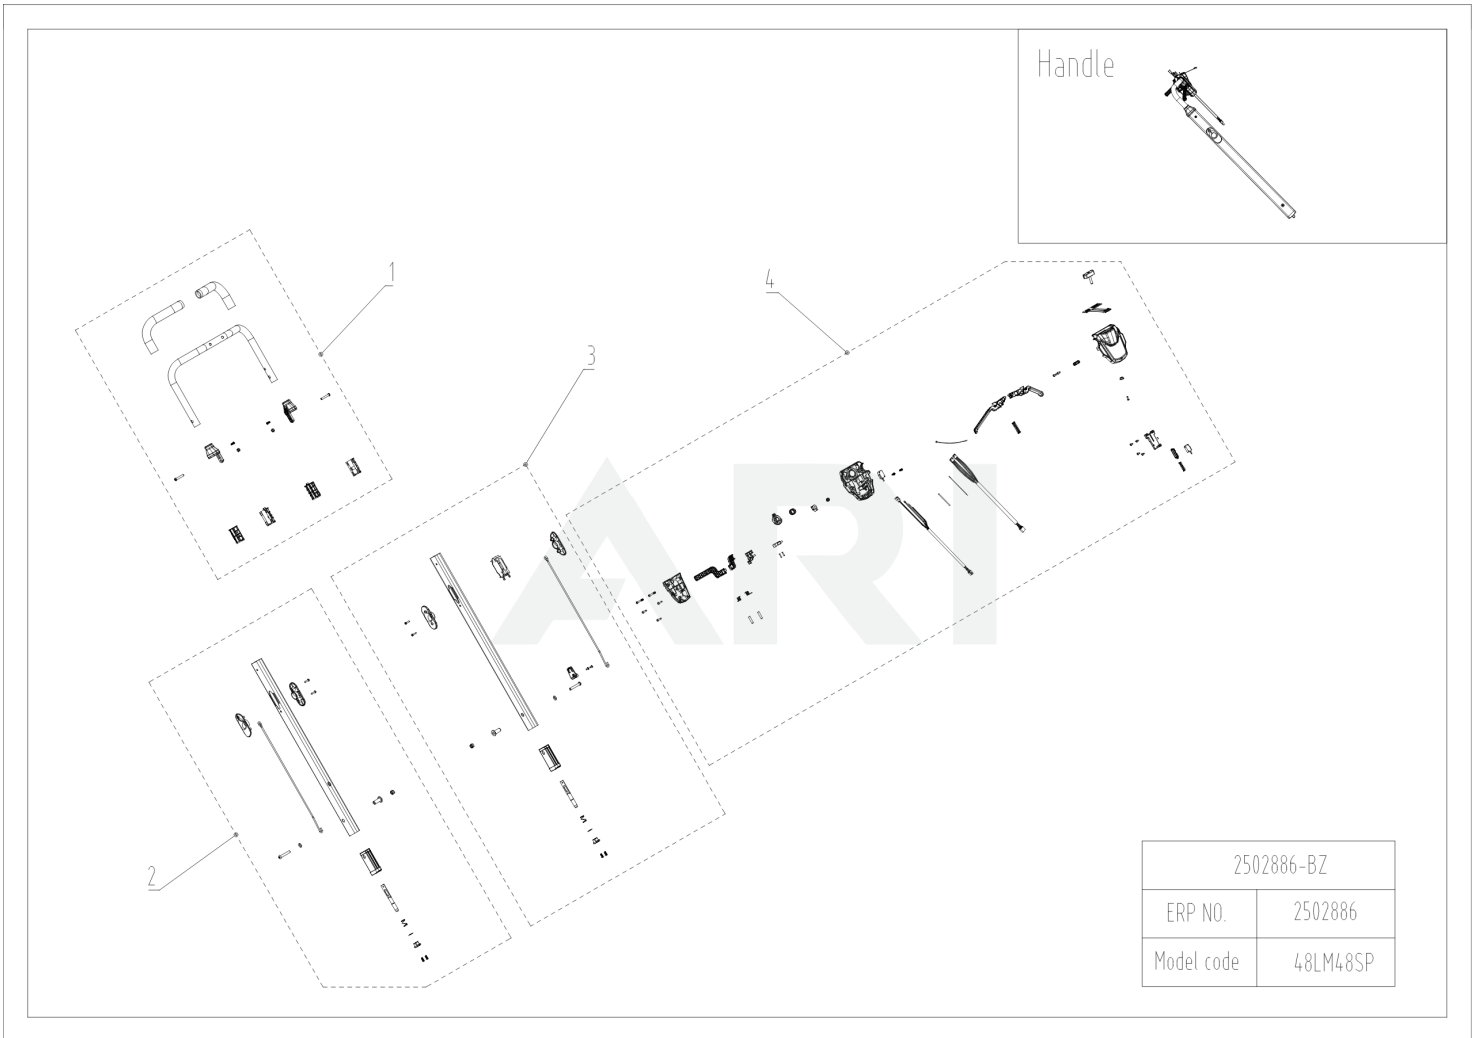 Handle
1
4
3
ARI
2
2502886-BZ
ERP NO. 2502886
Model code 48LM48SP